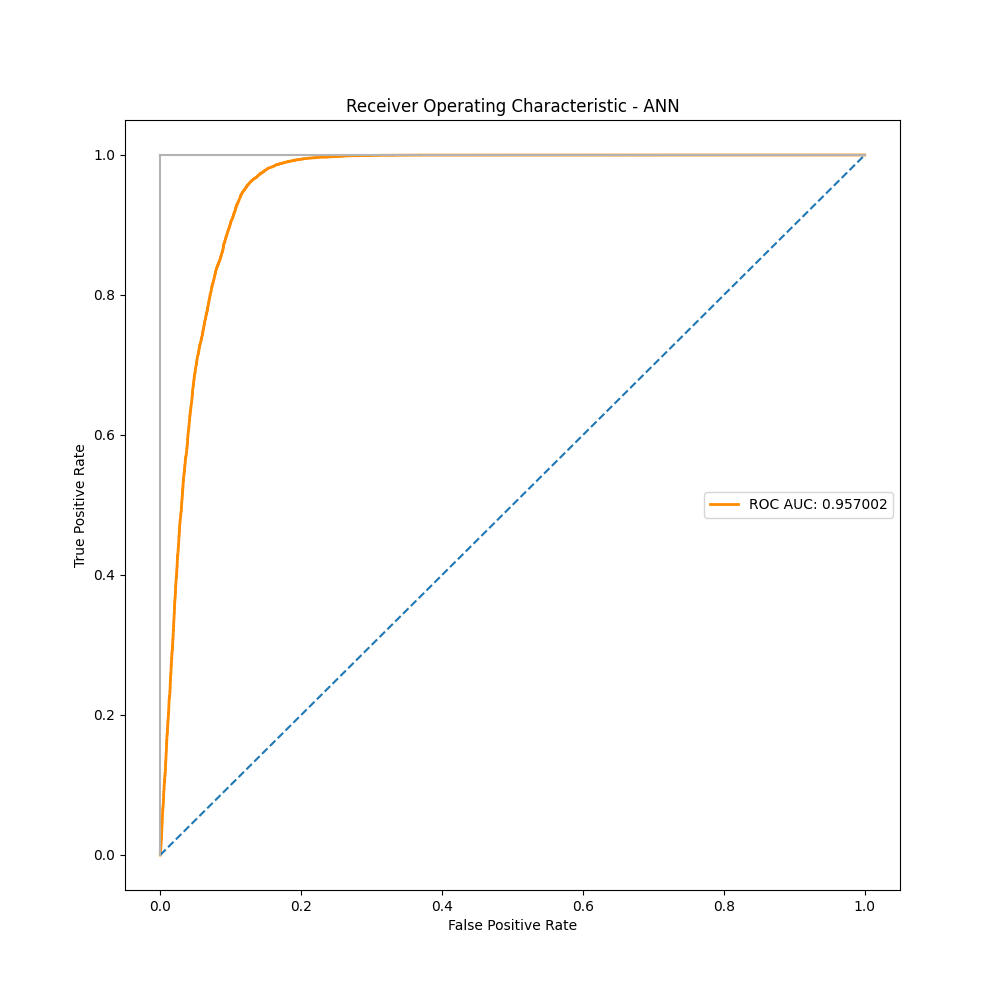 Receiver Operating Characteristic - ANN
1.0
0.8
0.6
0.4
0.2
0.0
True Positive Rate
ROC AUC: 0.957002
0.0 0.2 0.4 0.6 0.8 1.0
False Positive Rate